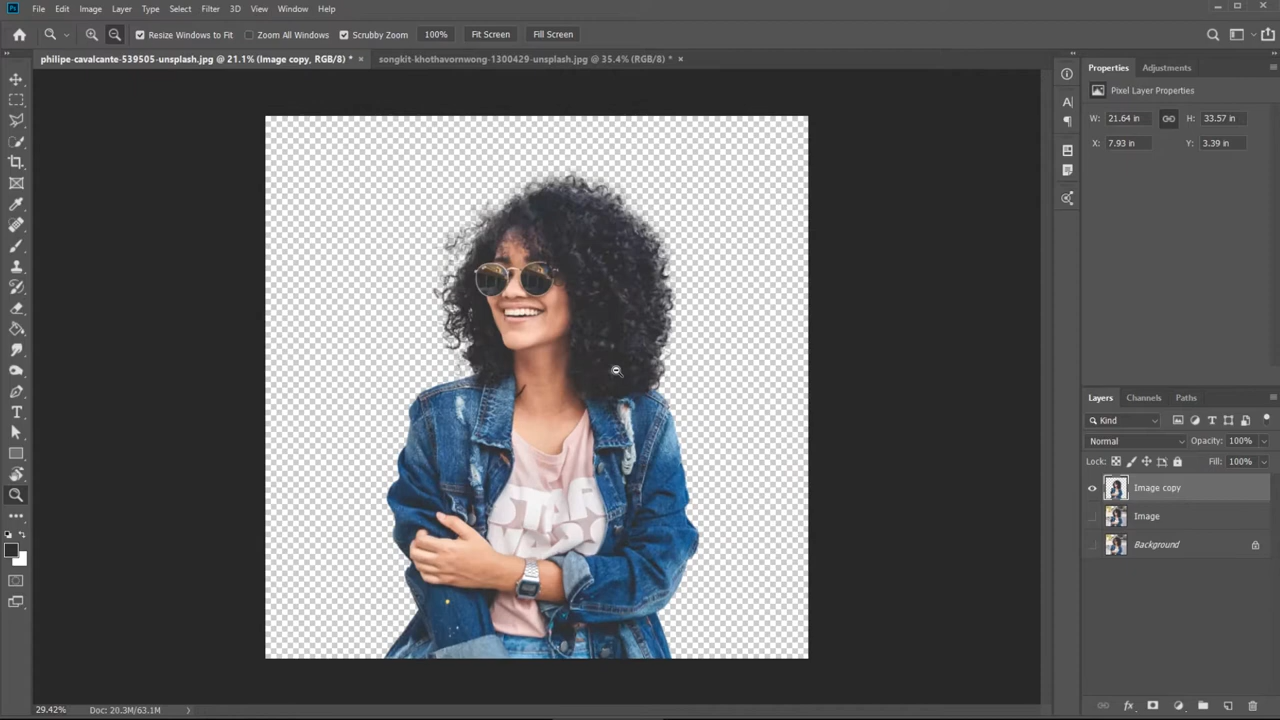 Ps File Edit Image Layer Type Select Filter 3D View Window Help
Resize Windows to Fit Zoom All Windows Scrubby Zoom 100% Fit Screen Fill Screen
philipe-cavalcante-539505-unsplash.jpg @ 21.1% (Image copy, RGB/8) * × songkit-khothavornwong-1300429-unsplash.jpg @ 35.4% (RGB/8) * ×
Properties Adjustments
Pixel Layer Properties
W: 21.64 in H: 33.57 in
X: 7.93 in Y: 3.39 in
STAR
WARS
Layers Channels Paths
Kind
Normal Opacity: 100%
Lock: Fill: 100%
Image copy
Image
Background
29.42% Doc: 20.3M/63.1M